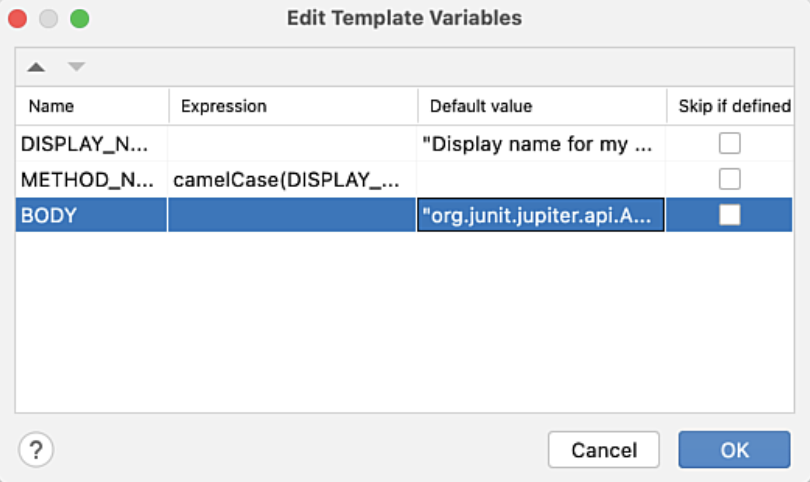 Edit Template Variables
Name Expression Default value Skip if defined
DISPLAY_N... "Display name for my ...
METHOD_N... camelCase(DISPLAY_...
BODY "org.junit.jupiter.api.A...
? Cancel OK